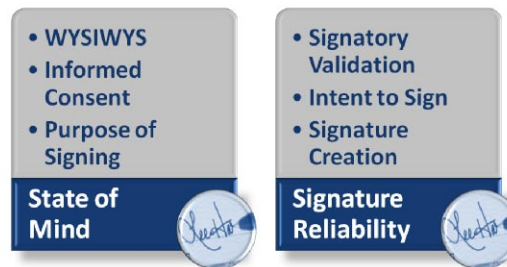 • WYSIWYS
• Informed
Consent
• Purpose of
Signing
State of
Mind
• Signatory
Validation
• Intent to Sign
• Signature
Creation
Signature
Reliability